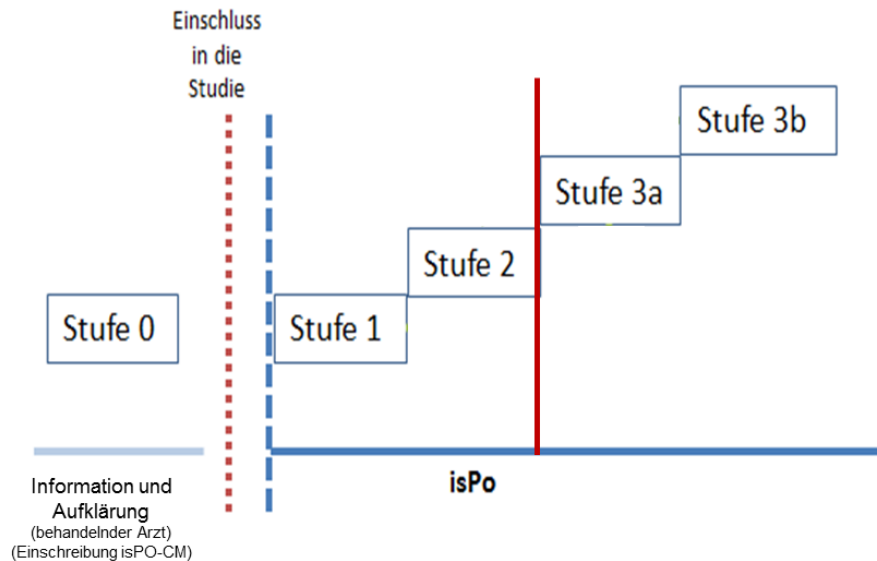 Einschluss
in die
Studie
Stufe 3b
Stufe 3a
Stufe 2
Stufe 0
Stufe 1
isPo
Information und
Aufklärung
(behandelnder Arzt)
(Einschreibung isPO-CM)